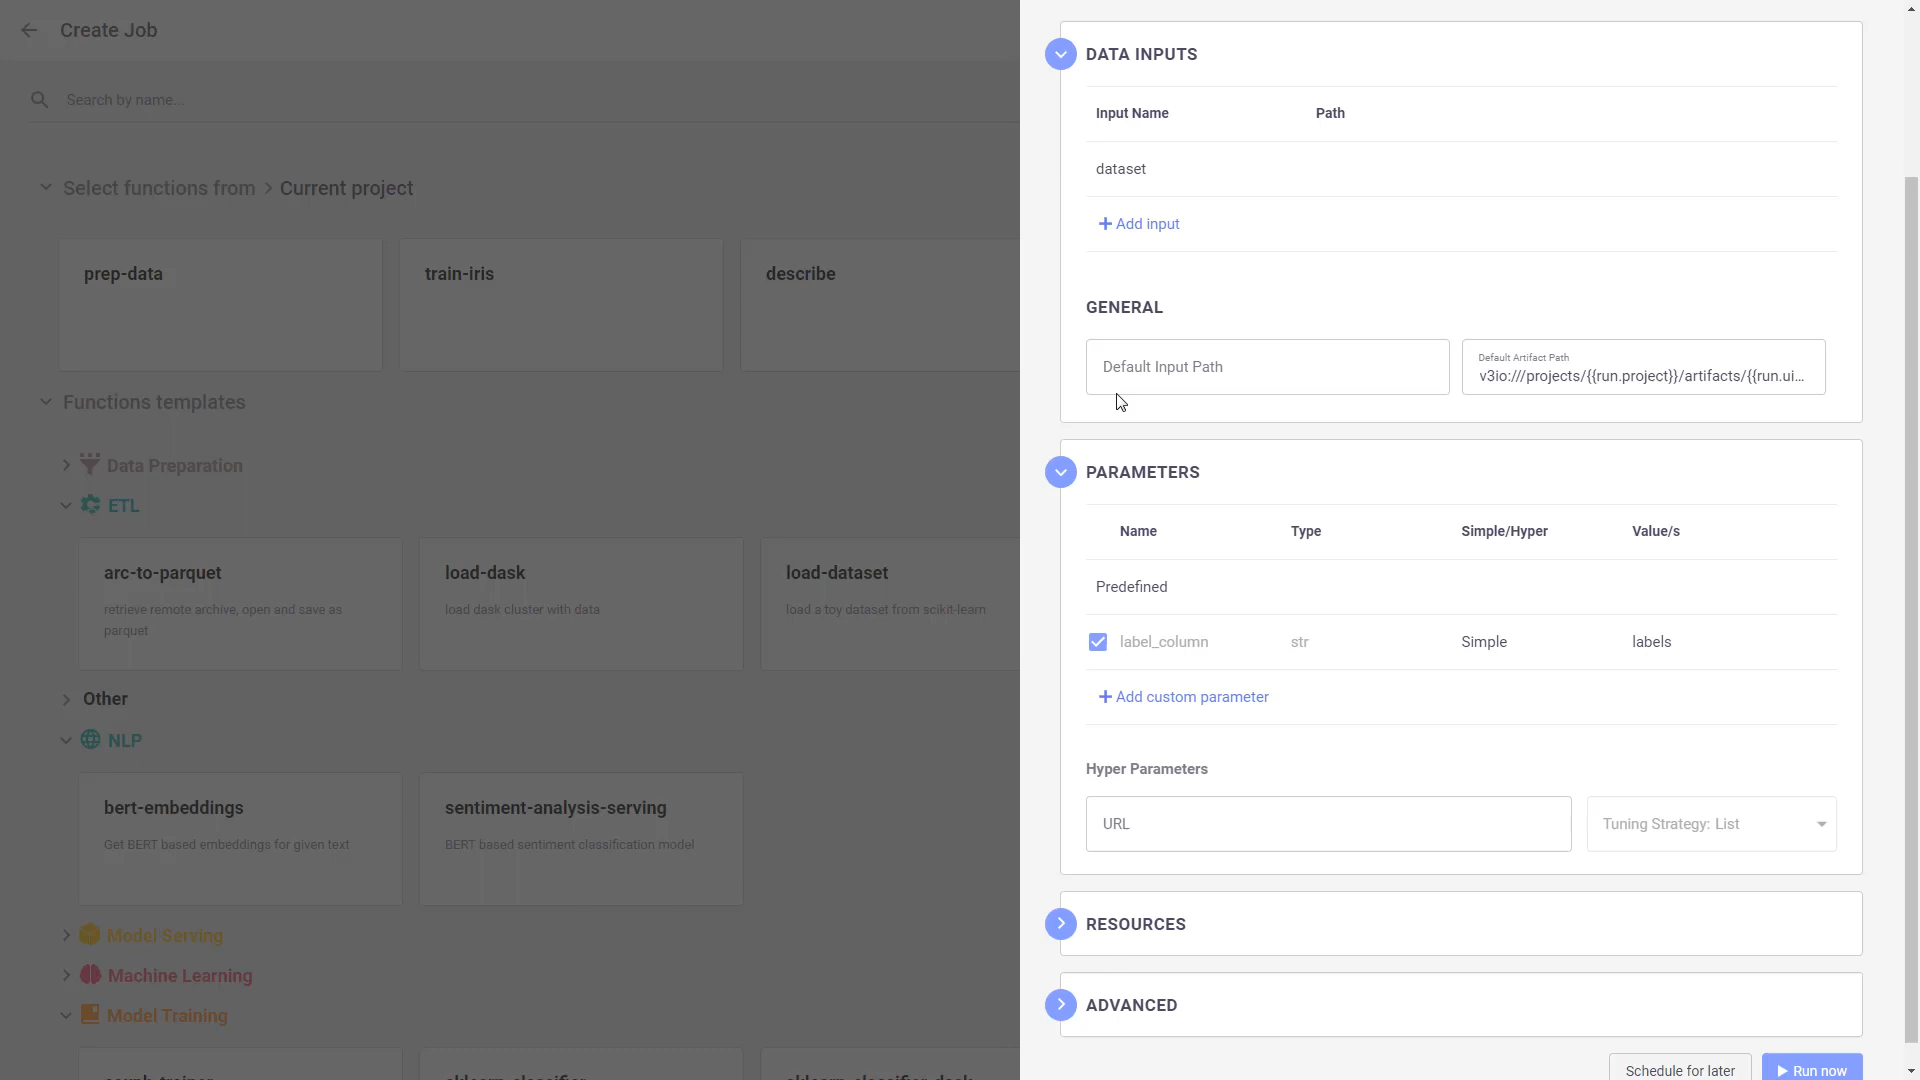 Create Job
Search by name...
Select functions from > Current project
prep-data
train-iris
describe
Functions templates
Data Preparation
ETL
arc-to-parquet
retrieve remote archive, open and save as
parquet
load-dask
load dask cluster with data
load-dataset
load a toy dataset from scikit-learn
Other
NLP
bert-embeddings
Get BERT based embeddings for given text
sentiment-analysis-serving
BERT based sentiment classification model
Model Serving
Machine Learning
Model Training
DATA INPUTS
Input Name Path
dataset
+ Add input
GENERAL
Default Input Path
Default Artifact Path
v3io:///projects/{{run.project}}/artifacts/{{run.ui...
PARAMETERS
Name Type Simple/Hyper Value/s
Predefined
label_column str Simple labels
+ Add custom parameter
Hyper Parameters
URL
Tuning Strategy: List
RESOURCES
ADVANCED
Schedule for later
Run now